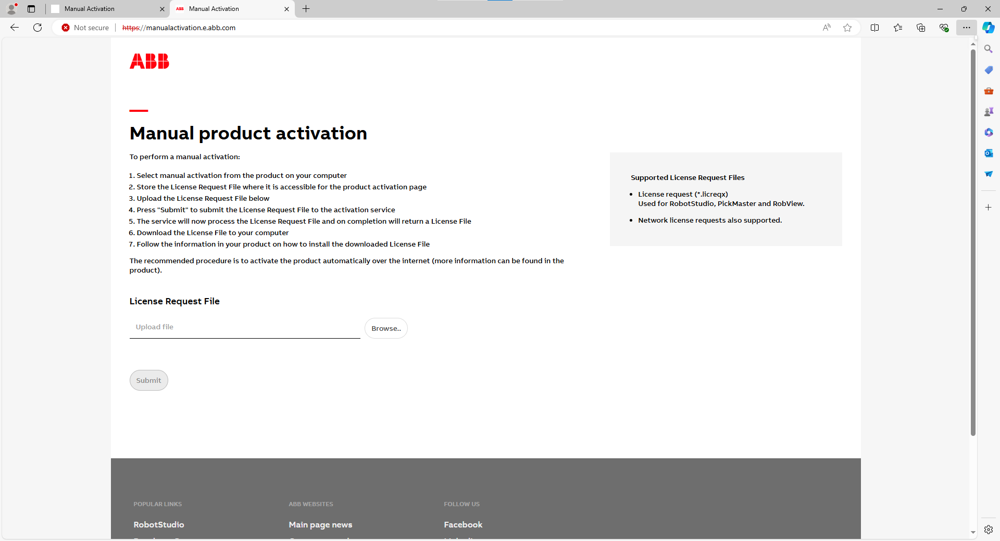 Manual Activation
ABB
Manual Activation
Not secure
https://manualactivation.e.abb.com
ABB
Manual product activation
To perform a manual activation:
1. Select manual activation from the product on your computer
2. Store the License Request File where it is accessible for the product activation page
3. Upload the License Request File below
4. Press "Submit" to submit the License Request File to the activation service
5. The service will now process the License Request File and on completion will return a License File
6. Download the License File to your computer
7. Follow the information in your product on how to install the downloaded License File
The recommended procedure is to activate the product automatically over the internet (more information can be found in the
product).
Supported License Request Files
• License request (*.licreqx)
Used for RobotStudio, PickMaster and RobView.
• Network license requests also supported.
License Request File
Upload file
Browse..
Submit
POPULAR LINKS
ABB WEBSITES
FOLLOW US
RobotStudio
Main page news
Facebook